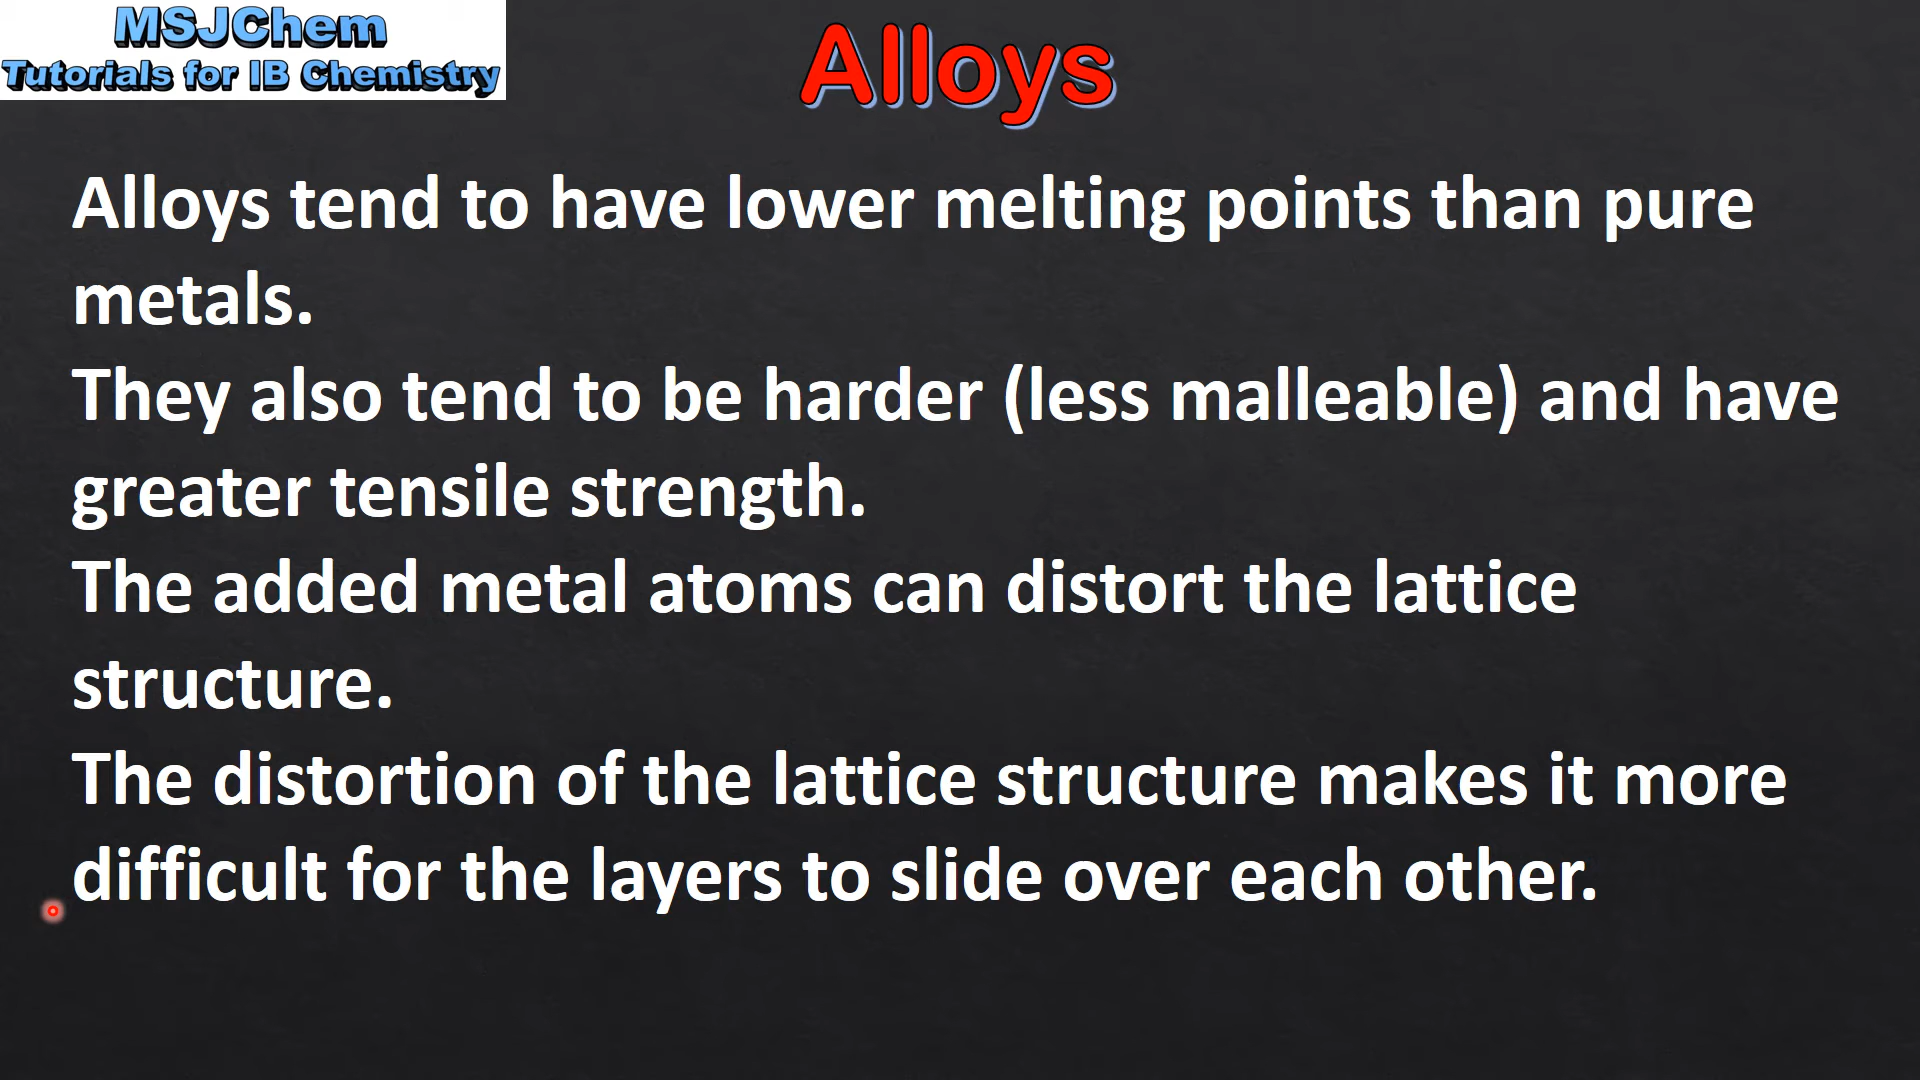 MSJChem
Tutorials for IB Chemistry
Alloys
Alloys tend to have lower melting points than pure
metals.
They also tend to be harder (less malleable) and have
greater tensile strength.
The added metal atoms can distort the lattice
structure.
The distortion of the lattice structure makes it more
difficult for the layers to slide over each other.